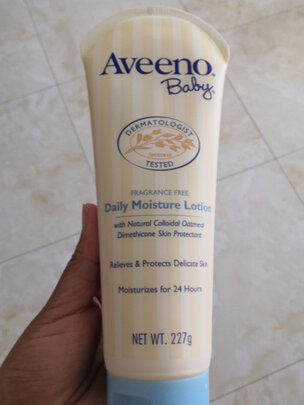 Aveeno®
Baby®
DERMATOLOGIST
TESTED
FRAGRANCE FREE
Daily Moisture Lotion
with Natural Colloidal Oatmeal
Dimethicone Skin Protectant
Relieves & Protects Delicate Skin
Moisturizes for 24 Hours
NET WT. 227g